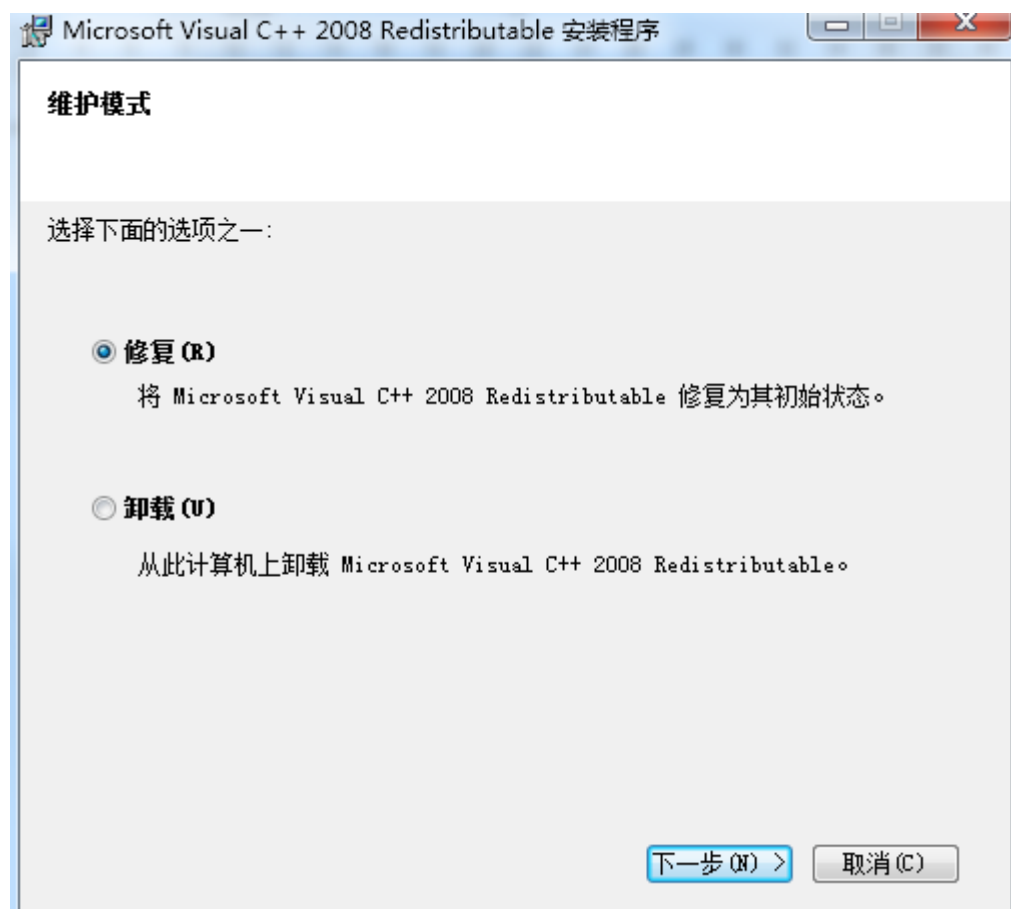 Microsoft Visual C++ 2008 Redistributable 安装程序
维护模式
选择下面的选项之一:
修复(R)
将 Microsoft Visual C++ 2008 Redistributable 修复为其初始状态。
卸载(U)
从此计算机上卸载 Microsoft Visual C++ 2008 Redistributable。
下一步(N) > 取消(C)